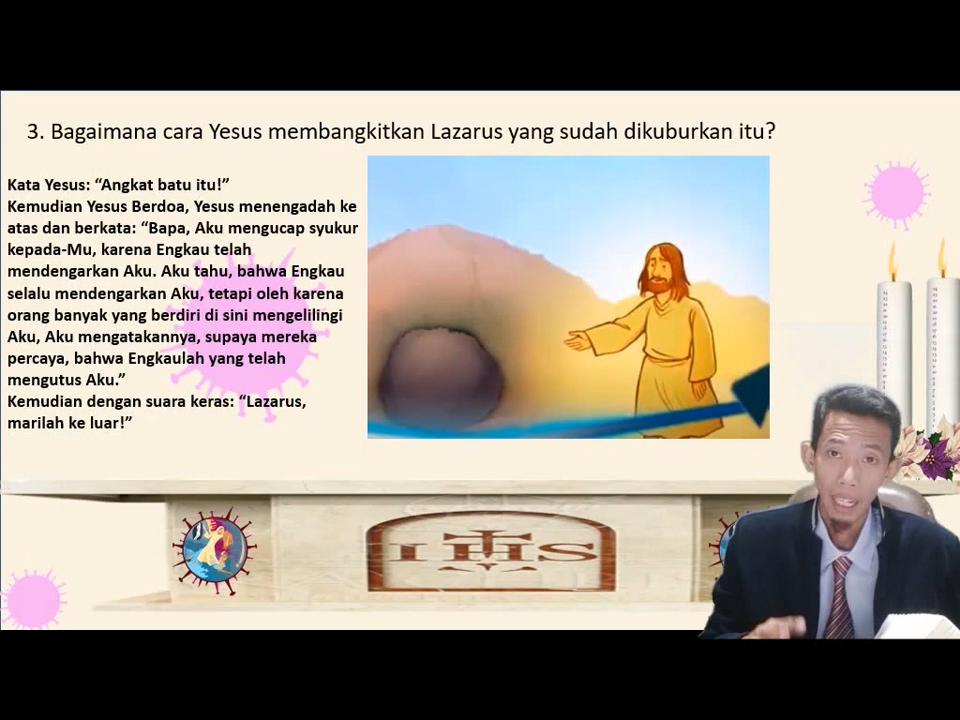 3. Bagaimana cara Yesus membangkitkan Lazarus yang sudah dikuburkan itu?
Kata Yesus: “Angkat batu itu!”
Kemudian Yesus Berdoa, Yesus menengadah ke
atas dan berkata: “Bapa, Aku mengucap syukur
kepada-Mu, karena Engkau telah
mendengarkan Aku. Aku tahu, bahwa Engkau
selalu mendengarkan Aku, tetapi oleh karena
orang banyak yang berdiri di sini mengelilingi
Aku, Aku mengatakannya, supaya mereka
percaya, bahwa Engkaulah yang telah
mengutus Aku.”
Kemudian dengan suara keras: “Lazarus,
marilah ke luar!”
IHS